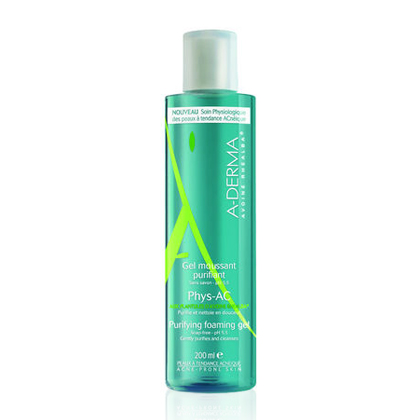 NOUVEAU Soin Physiologique
des peaux à tendance ACnéique
A-DERMA
AVOINE RHEALBA®
Gel moussant
purifiant
Sans savon - pH 5.5
Phys-AC
Purifie et nettoie en douceur
Purifying foaming gel
Soap-free - pH 5.5
Gently purifies and cleanses
200 ml e
PEAUX À TENDANCE ACNÉIQUE
ACNE-PRONE SKIN